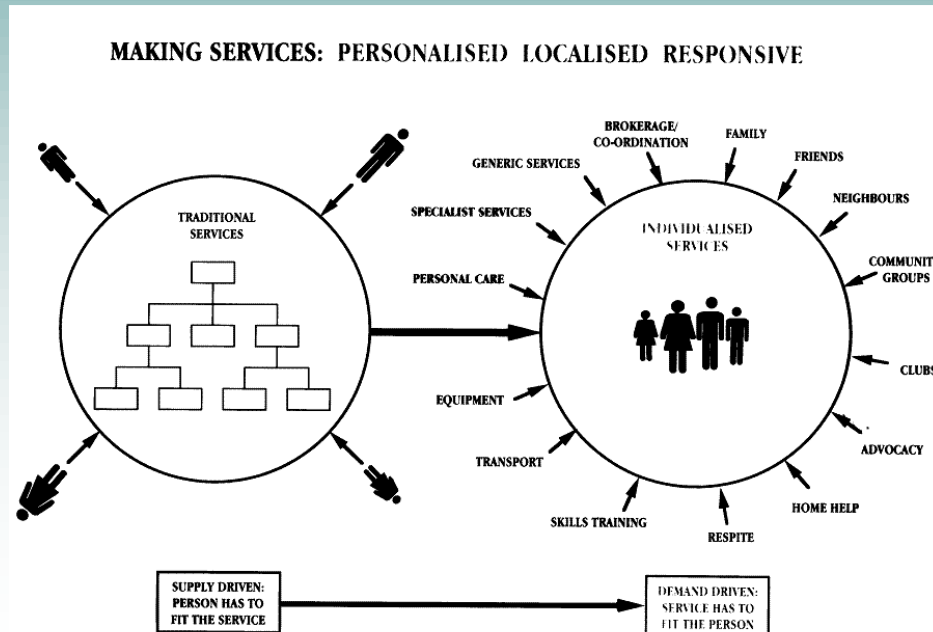 MAKING SERVICES: PERSONALISED LOCALISED RESPONSIVE
TRADITIONAL
SERVICES
BROKERAGE/
CO-ORDINATION
FAMILY
FRIENDS
NEIGHBOURS
COMMUNIT
GROUPS
CLUBS
ADVOCACY
HOME HELP
RESPITE
SKILLS TRAINING
TRANSPORT
EQUIPMENT
PERSONAL CARE
SPECIALIST SERVICES
GENERIC SERVICES
INDIVIDUALISED
SERVICES
SUPPLY DRIVEN:
PERSON HAS TO
FIT THE SERVICE
DEMAND DRIVEN:
SERVICE HAS TO
FIT THE PERSON